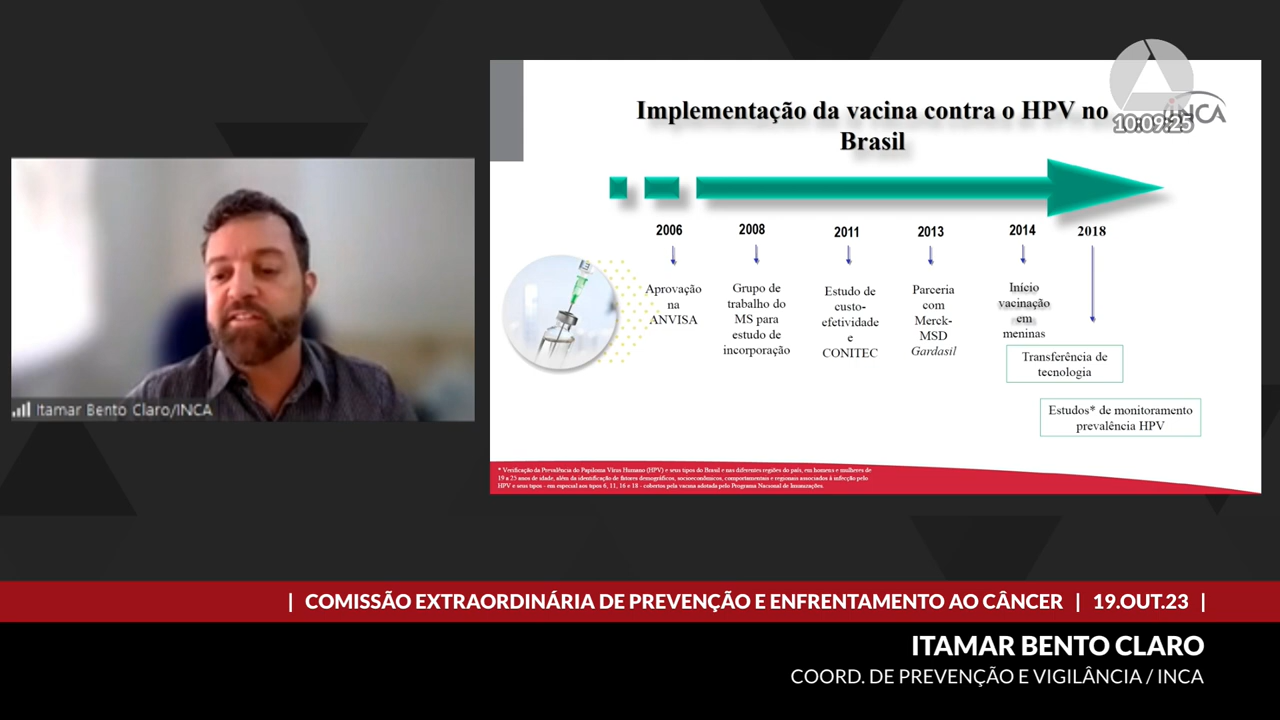 Implementação da vacina contra o HPV no
Brasil
INCA
10:09:25
2006
2008
2011
2013
2014
2018
Aprovação
na
ANVISA
Grupo de
trabalho do
MS para
estudo de
incorporação
Estudo de
custo-
efetividade
e
CONITEC
Parceria
com
Merck-
MSD
Gardasil
Início
vacinação
em
meninas
Transferência de
tecnologia
Estudos* de monitoramento
prevalência HPV
* Verificação da Prevalência do Papiloma Vírus Humano (HPV) e seus tipos do Brasil e nas diferentes regiões do país, em homens e mulheres de
19 a 23 anos de idade, além da identificação de fatores demográficos, socioeconômicos, comportamentos e regionais associados à infecção pelo
HPV e seus tipos - em especial aos tipos 6, 11, 16 e 18 - cobertos pela vacina adotada pelo Programa Nacional de Imunizações.
Itamar Bento Claro/INCA
| COMISSÃO EXTRAORDINÁRIA DE PREVENÇÃO E ENFRENTAMENTO AO CÂNCER | 19.OUT.23 |
ITAMAR BENTO CLARO
COORD. DE PREVENÇÃO E VIGILÂNCIA / INCA